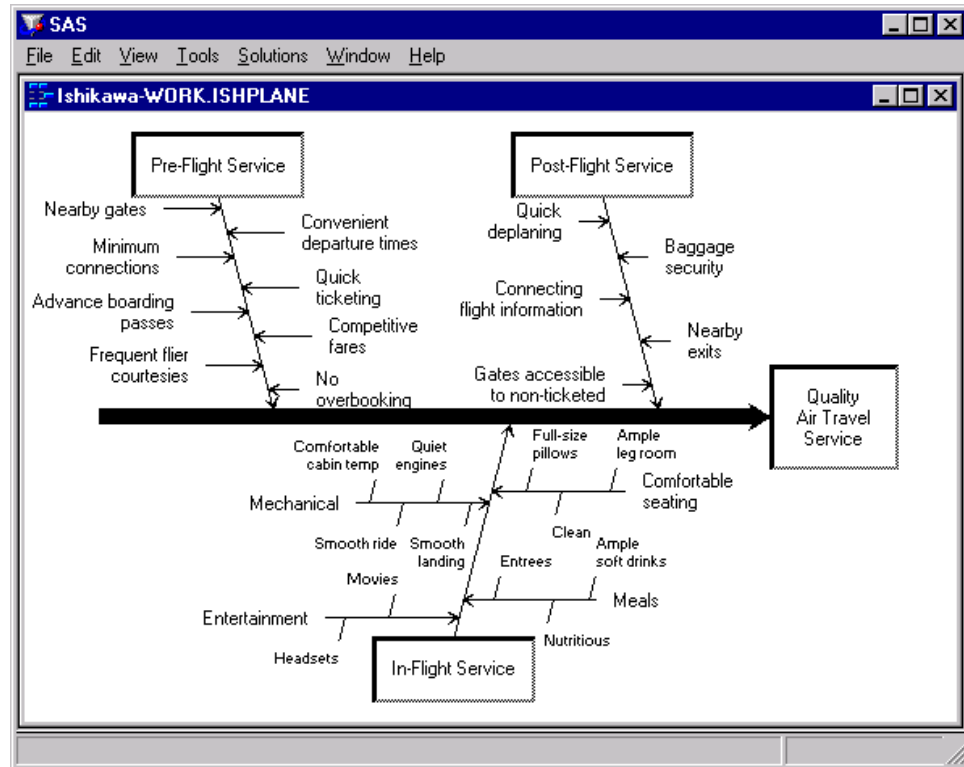 SAS
File Edit View Tools Solutions Window Help
Ishikawa-WORK.ISHPLANE
Pre-Flight Service
Post-Flight Service
Nearby gates
Convenient
departure times
Minimum
connections
Quick
ticketing
Advance boarding
passes
Competitive
fares
Frequent flier
courtesies
No
overbooking
Quick
deplaning
Baggage
security
Connecting
flight information
Nearby
exits
Gates accessible
to non-ticketed
Quality
Air Travel
Service
Comfortable
cabin temp
Quiet
engines
Mechanical
Smooth ride
Smooth
landing
Full-size
pillows
Ample
leg room
Comfortable
seating
Clean
Movies
Entertainment
Headsets
Entrees
Ample
soft drinks
Meals
Nutritious
In-Flight Service